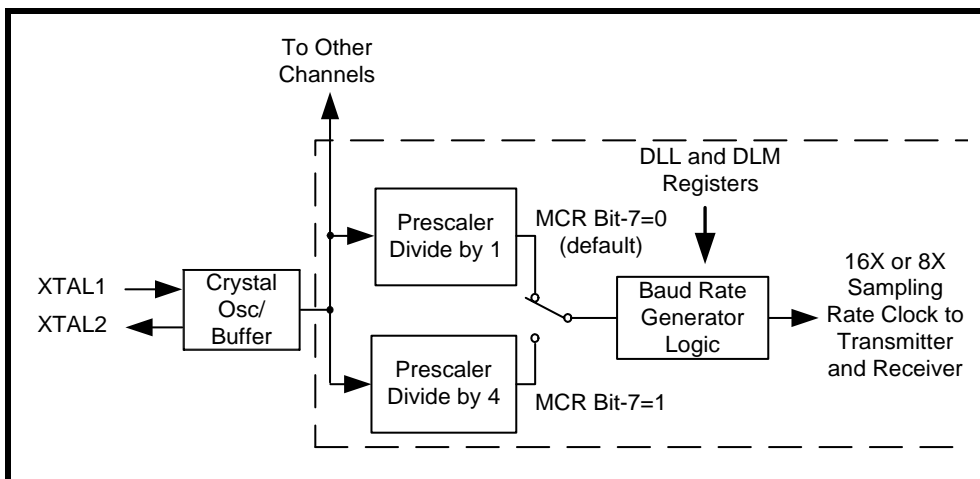 To Other
Channels
DLL and DLM
Registers
Prescaler
Divide by 1
MCR Bit-7=0
(default)
16X or 8X
Sampling
Rate Clock to
Transmitter
and Receiver
XTAL1
XTAL2
Crystal
Osc/
Buffer
Baud Rate
Generator
Logic
Prescaler
Divide by 4
MCR Bit-7=1